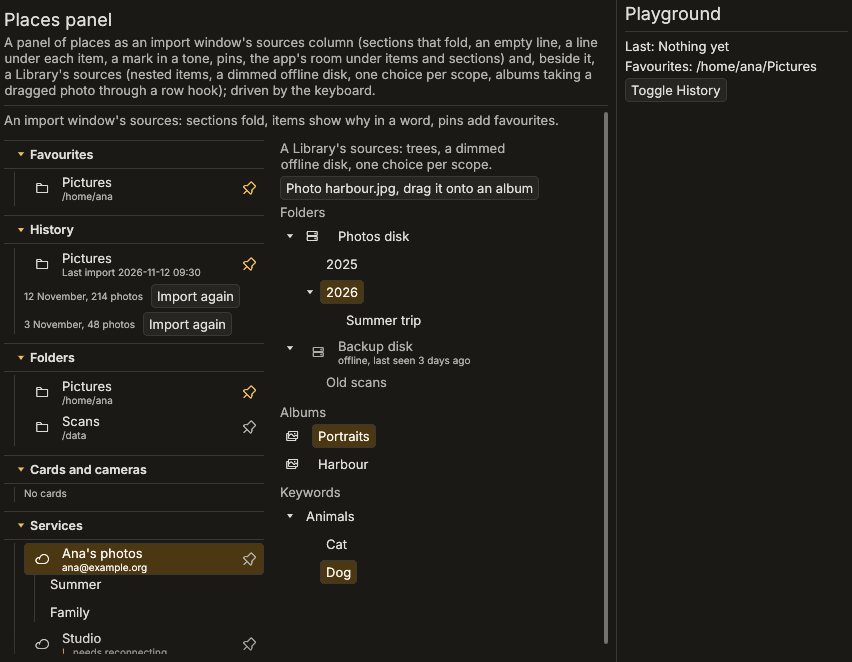 Places panel
A panel of places as an import window's sources column (sections that fold, an empty line, a line
under each item, a mark in a tone, pins, the app's room under items and sections) and, beside it,
a Library's sources (nested items, a dimmed offline disk, one choice per scope, albums taking a
dragged photo through a row hook); driven by the keyboard.
An import window's sources: sections fold, items show why in a word, pins add favourites.
Favourites
Pictures
/home/ana
History
Pictures
Last import 2026-11-12 09:30
12 November, 214 photos Import again
3 November, 48 photos Import again
Folders
Pictures
/home/ana
Scans
/data
Cards and cameras
No cards
Services
Ana's photos
ana@example.org
Summer
Family
Studio
needs reconnecting
A Library's sources: trees, a dimmed
offline disk, one choice per scope.
Photo harbour.jpg, drag it onto an album
Folders
Photos disk
2025
2026
Summer trip
Backup disk
offline, last seen 3 days ago
Old scans
Albums
Portraits
Harbour
Keywords
Animals
Cat
Dog
Playground
Last: Nothing yet
Favourites: /home/ana/Pictures
Toggle History